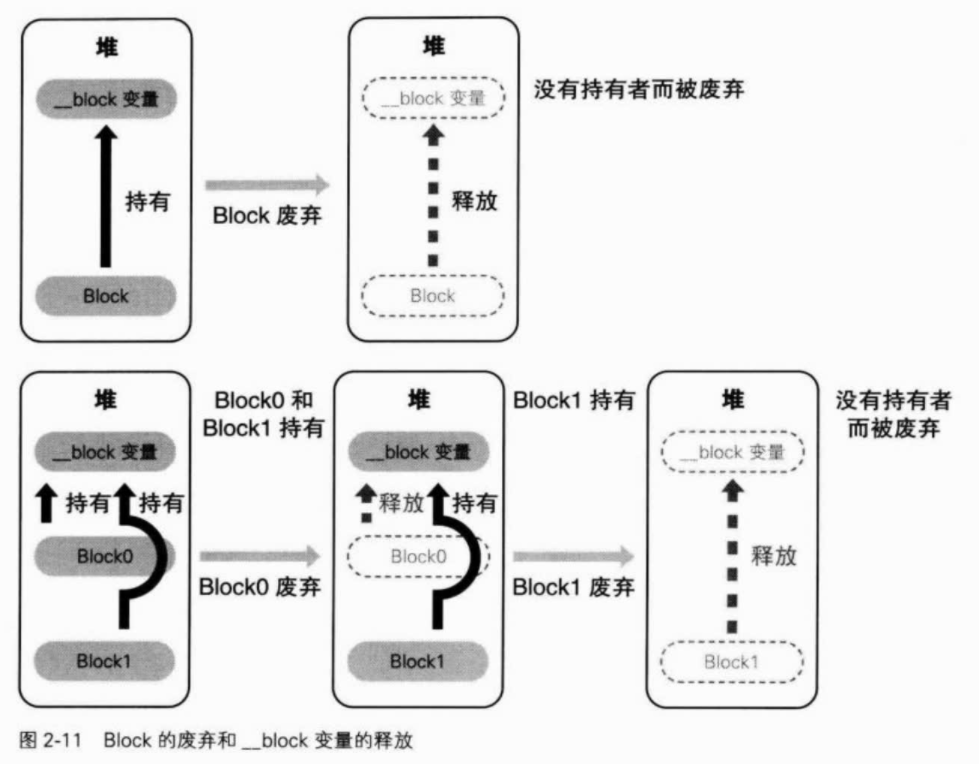 堆
__block 变量
持有
Block
Block 废弃
堆
__block 变量
释放
Block
没有持有者而被废弃
堆
__block 变量
持有 持有
Block0
Block1
Block0 和
Block1 持有
Block0 废弃
堆
__block 变量
释放 持有
Block0
Block1
Block1 持有
Block1 废弃
堆
__block 变量
释放
Block1
没有持有者
而被废弃
图 2-11 Block 的废弃和 __block 变量的释放